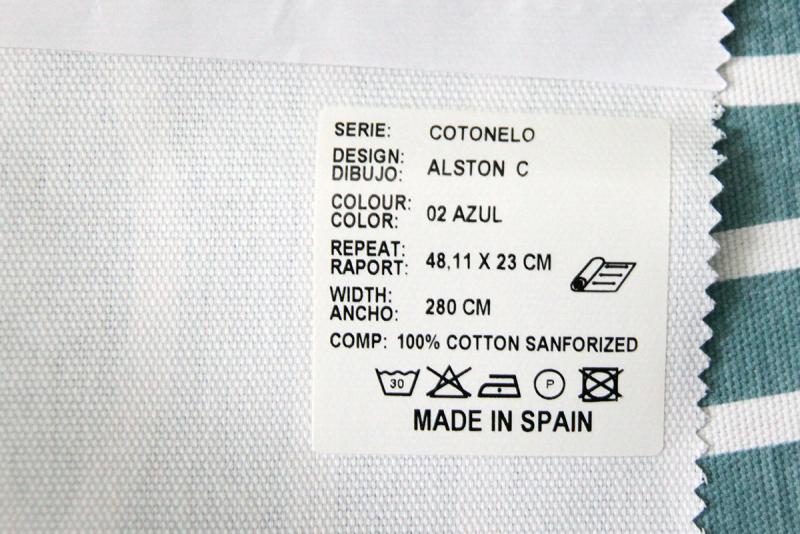 SERIE: COTONELO
DESIGN:
DIBUJO: ALSTON C
COLOUR:
COLOR: 02 AZUL
REPEAT:
RAPORT: 48,11 X 23 CM
WIDTH:
ANCHO: 280 CM
COMP: 100% COTTON SANFORIZED
30 P
MADE IN SPAIN